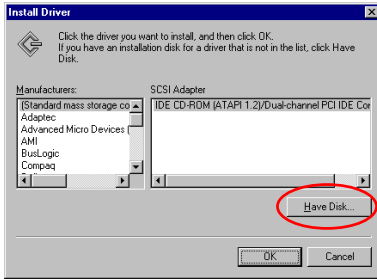 Install Driver
Click the driver you want to install, and then click OK.
If you have an installation disk for a driver that is not in the list, click Have
Disk.
Manufacturers:
(Standard mass storage co
Adaptec
Advanced Micro Devices (
AMI
BusLogic
Compaq
SCSI Adapter
IDE CD-ROM (ATAPI 1.2)/Dual-channel PCI IDE Cor
Have Disk...
OK
Cancel